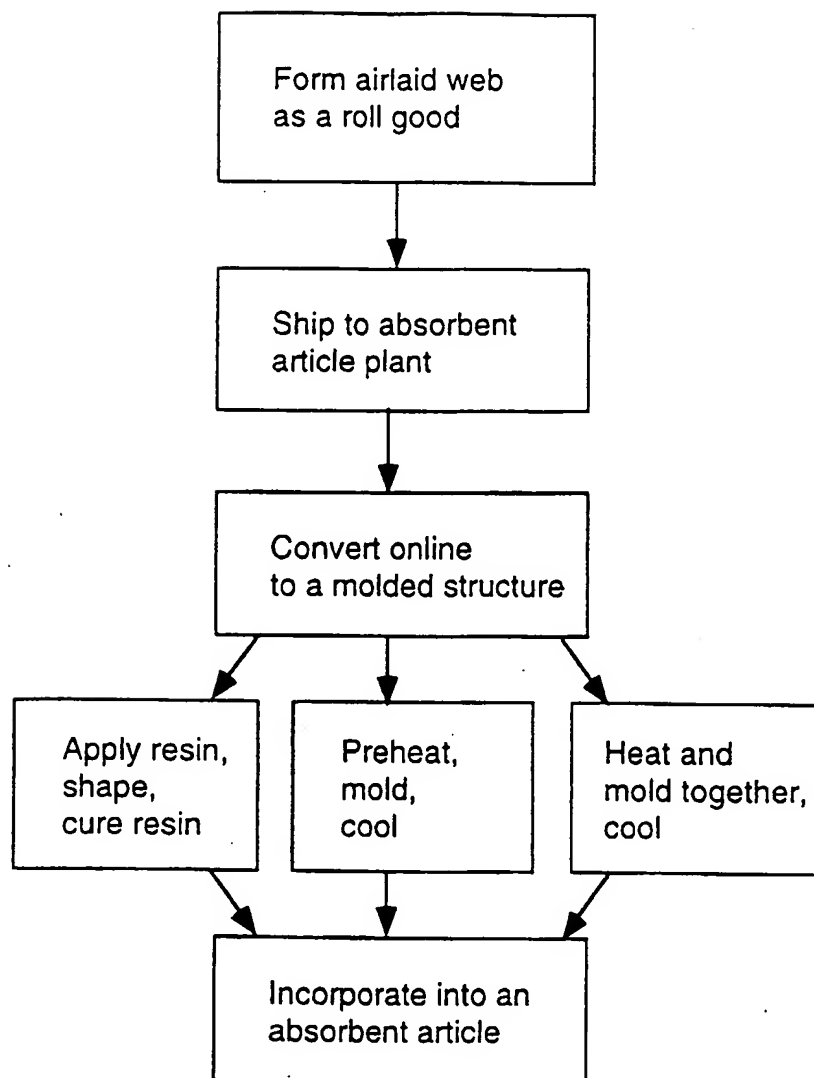 Form airlaid web
as a roll good
Ship to absorbent
article plant
Convert online
to a molded structure
Apply resin,
shape,
cure resin
Preheat,
mold,
cool
Heat and
mold together,
cool
Incorporate into an
absorbent article